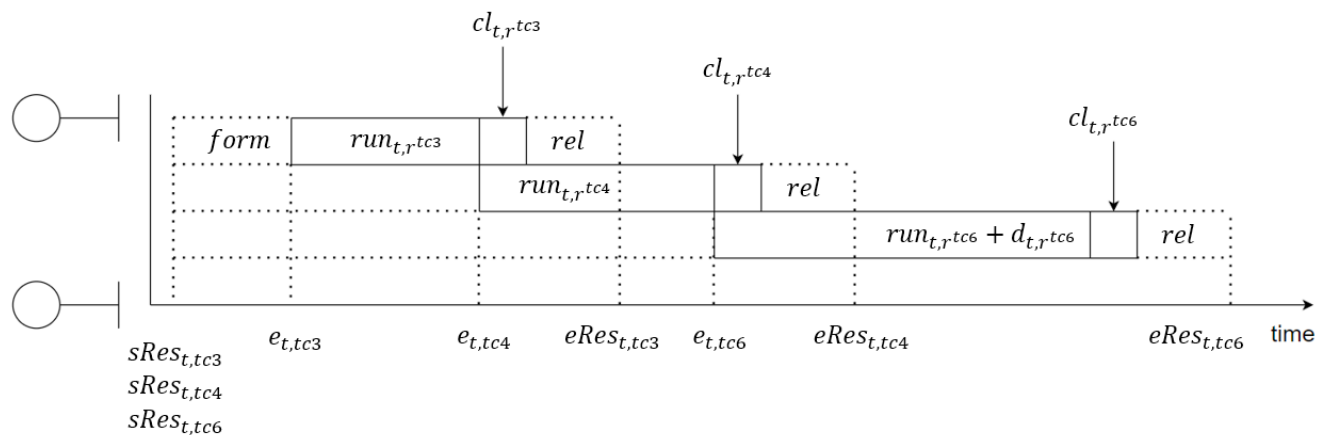 cl_{t,r^{tc3}}
cl_{t,r^{tc4}}
cl_{t,r^{tc6}}
form run_{t,r^{tc3}} rel
run_{t,r^{tc4}} rel
run_{t,r^{tc6}} + d_{t,r^{tc6}} rel
e_{t,tc3} e_{t,tc4} eRes_{t,tc3} e_{t,tc6} eRes_{t,tc4} eRes_{t,tc6} time
sRes_{t,tc3}
sRes_{t,tc4}
sRes_{t,tc6}